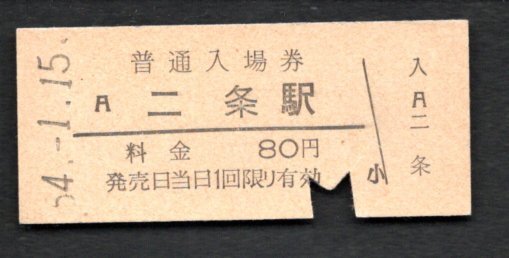 54.-1.15.
普通入場券
A 二条駅
料金 80円
発売日当日1回限り有効
小
入
A
二
条